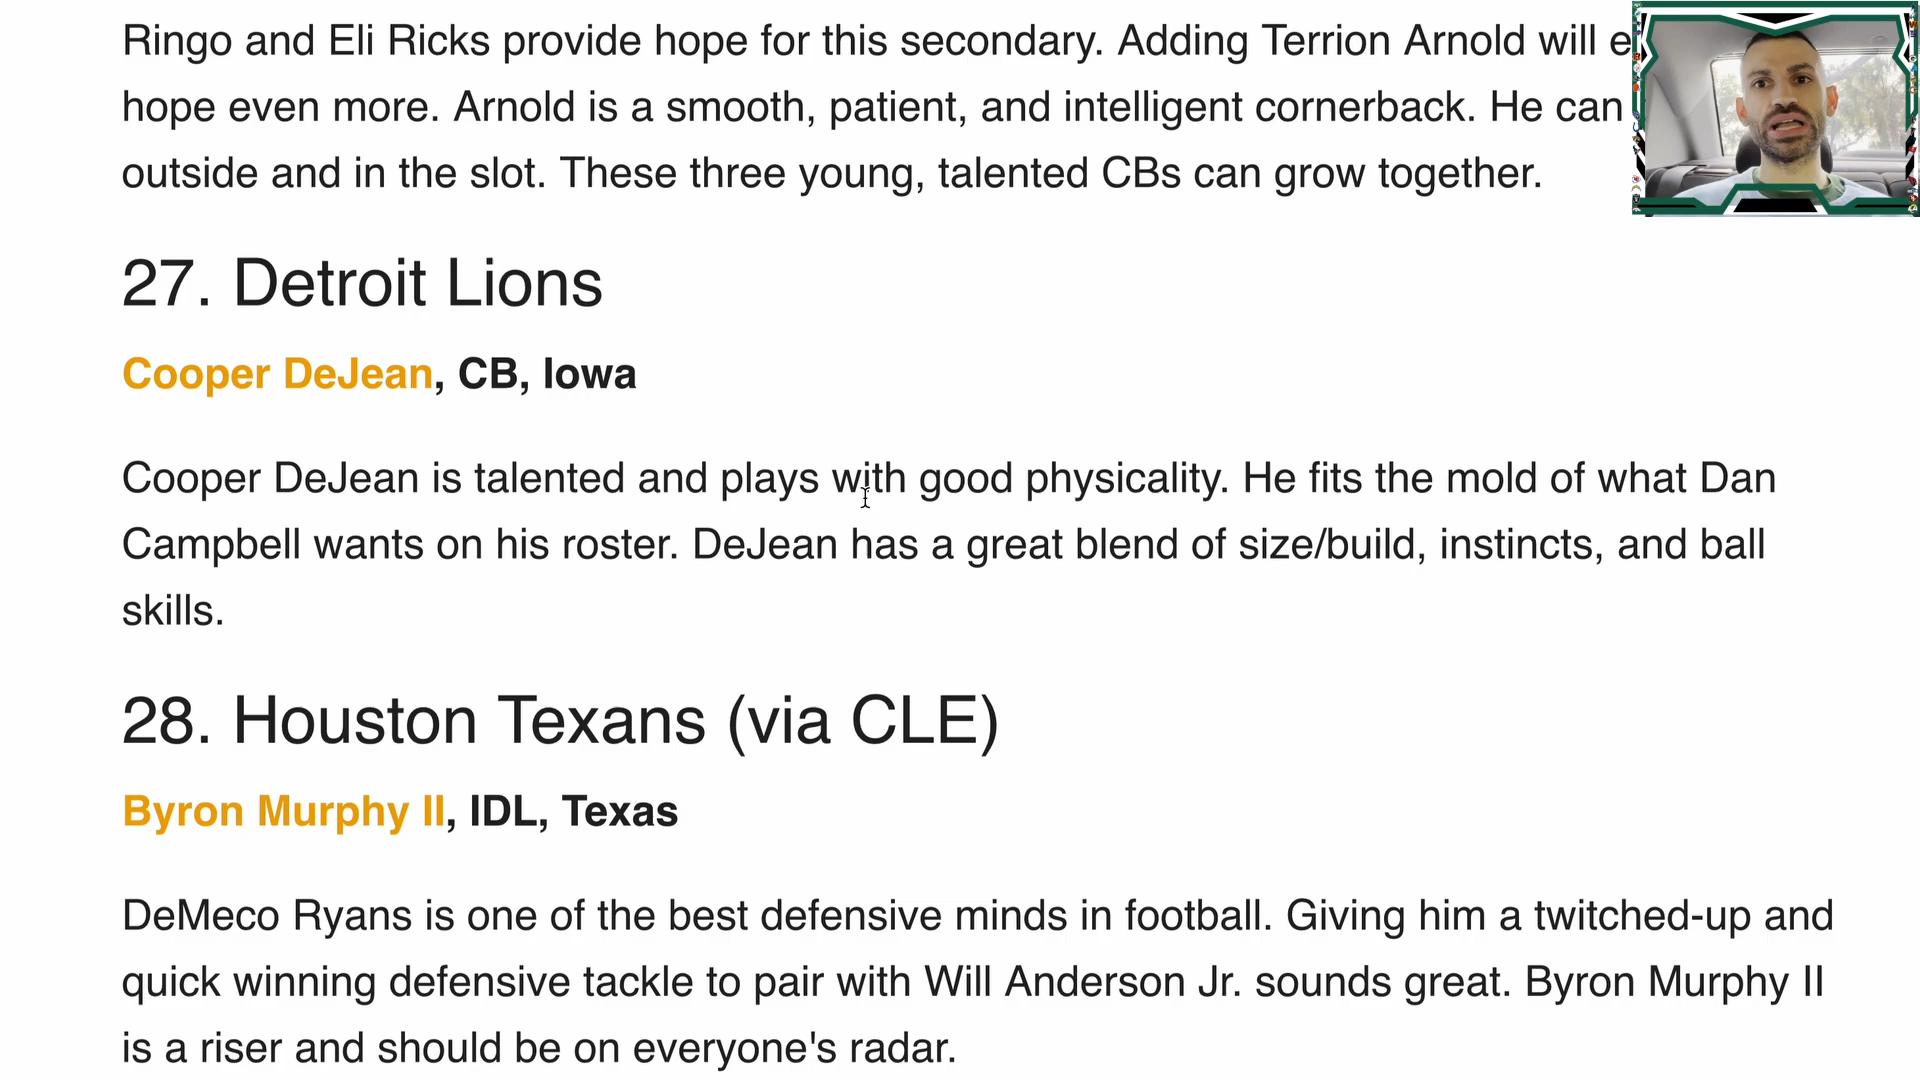 Ringo and Eli Ricks provide hope for this secondary. Adding Terrion Arnold will
hope even more. Arnold is a smooth, patient, and intelligent cornerback. He can
outside and in the slot. These three young, talented CBs can grow together.
27. Detroit Lions
Cooper DeJean, CB, Iowa
Cooper DeJean is talented and plays with good physicality. He fits the mold of what Dan
Campbell wants on his roster. DeJean has a great blend of size/build, instincts, and ball
skills.
28. Houston Texans (via CLE)
Byron Murphy II, IDL, Texas
DeMeco Ryans is one of the best defensive minds in football. Giving him a twitched-up and
quick winning defensive tackle to pair with Will Anderson Jr. sounds great. Byron Murphy II
is a riser and should be on everyone's radar.